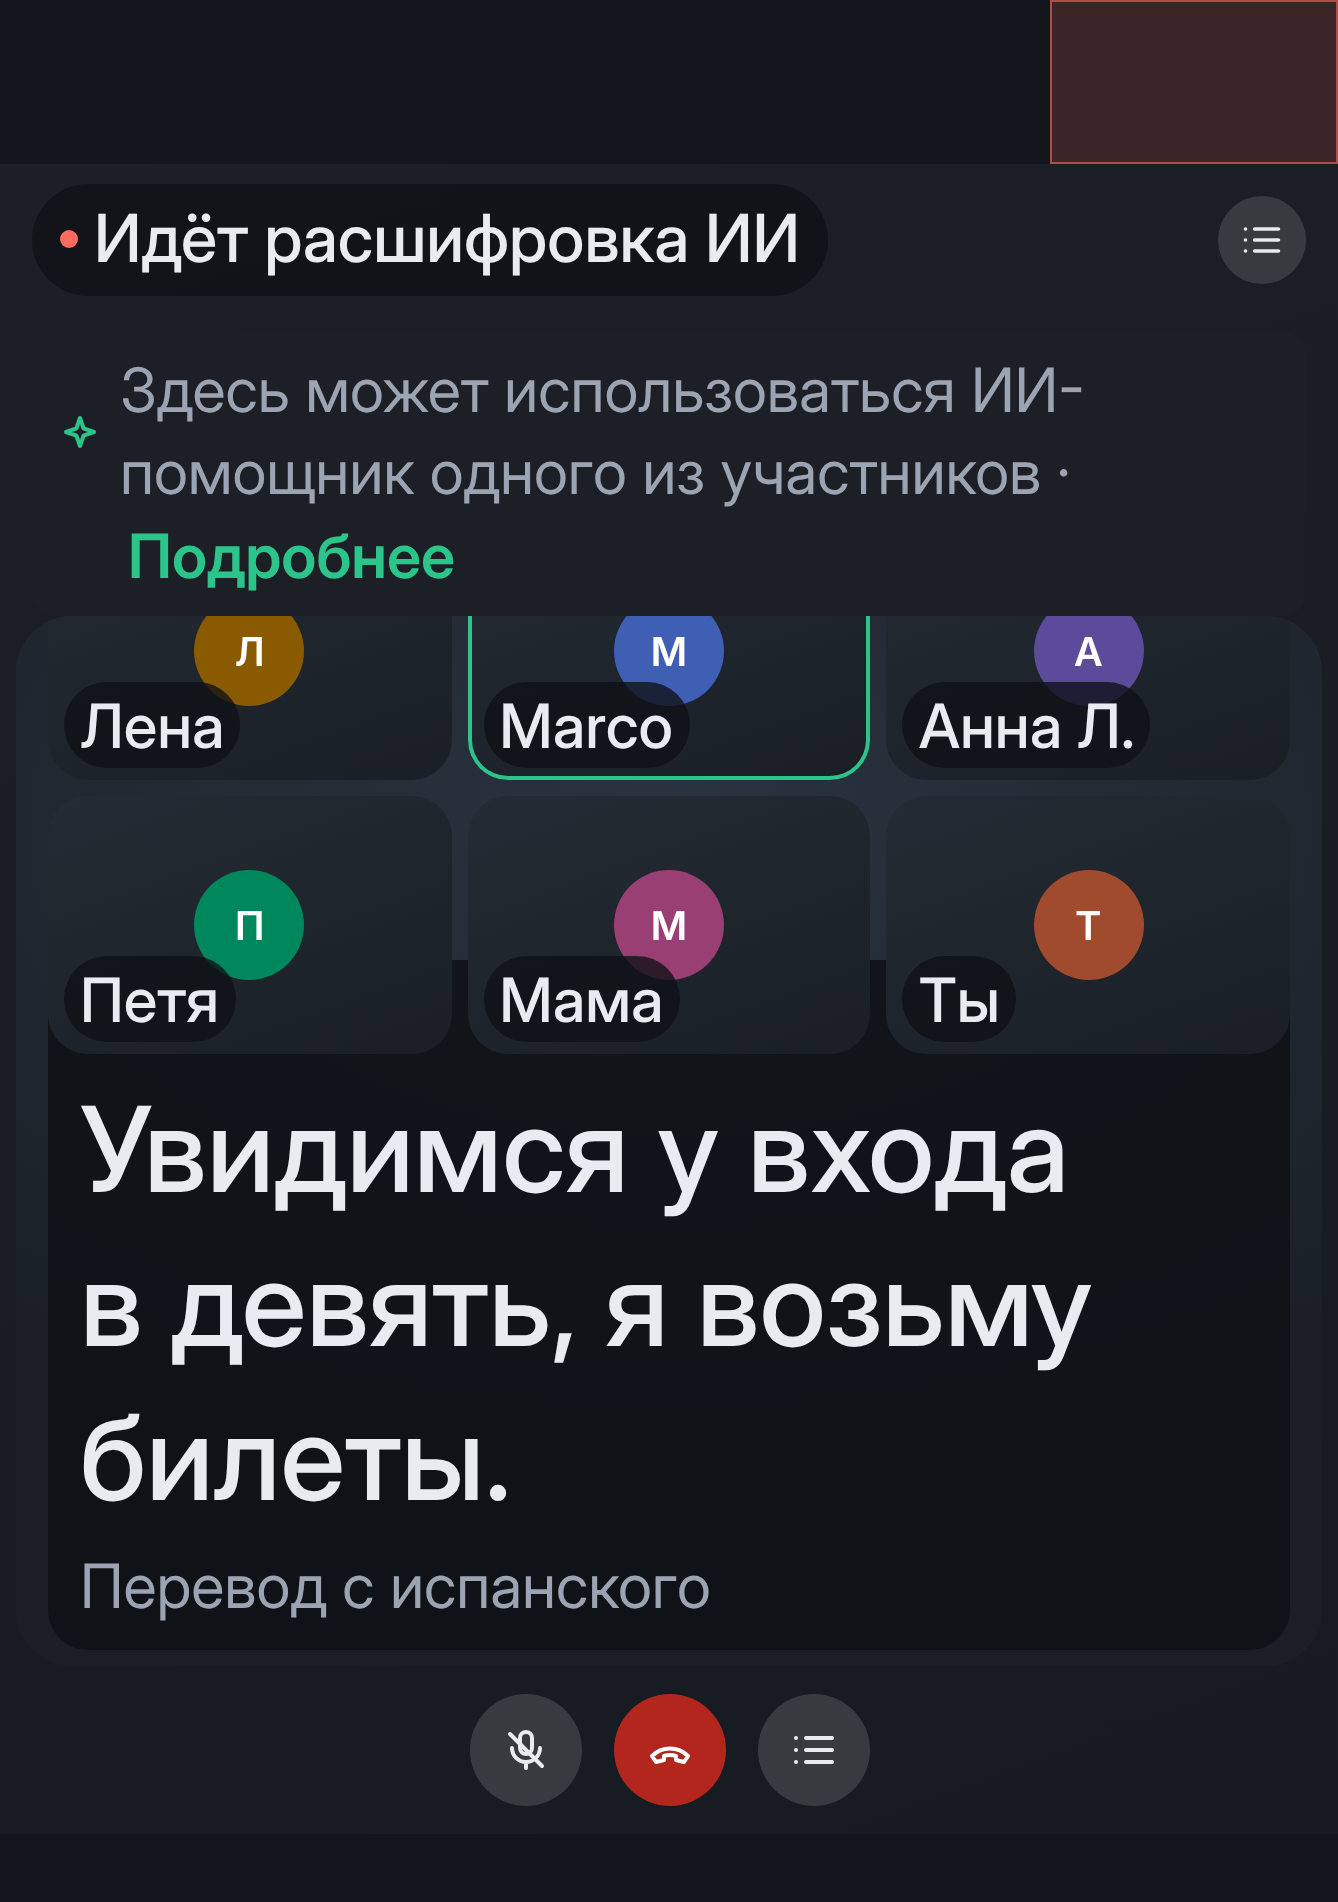 Идёт расшифровка ИИ
Здесь может использоваться ИИ-
помощник одного из участников ·
Подробнее
Л
М
А
Лена
Marco
Анна Л.
П
М
Т
Петя
Мама
Ты
Увидимся у входа
в девять, я возьму
билеты.
Перевод с испанского